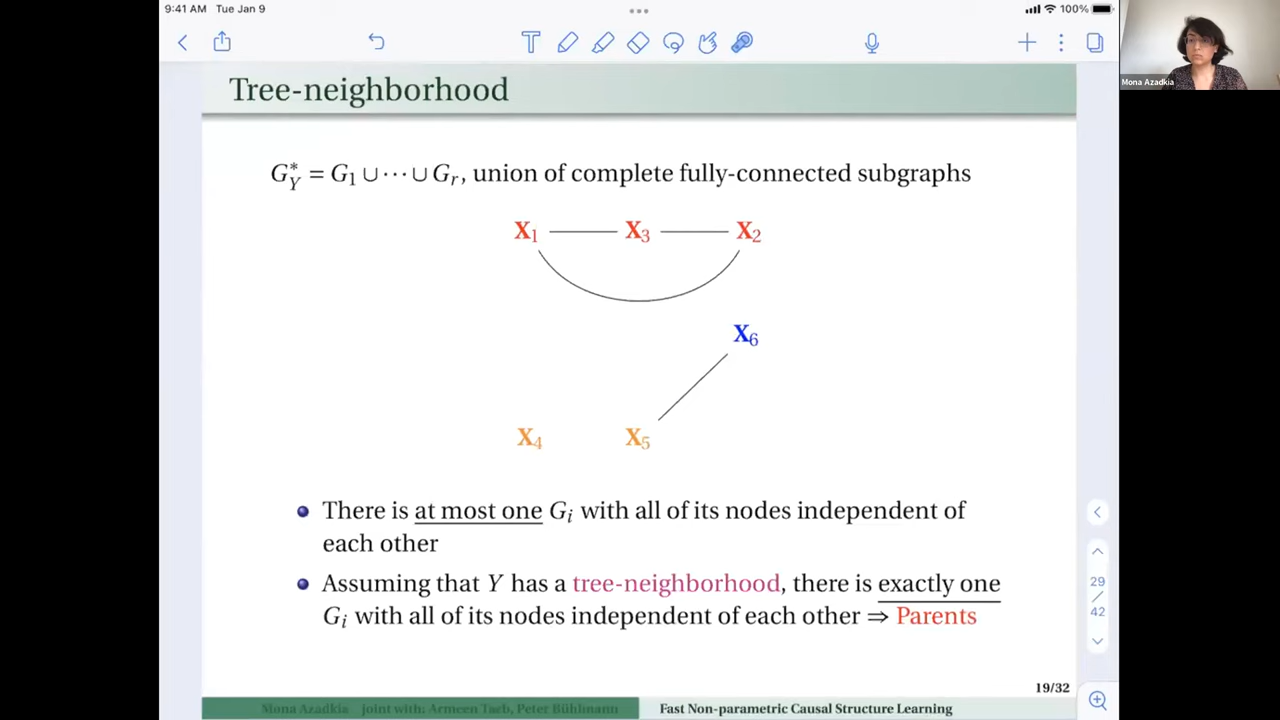 9:41 AM Tue Jan 9
100%
Mona Azadkia
Tree-neighborhood
G*_Y = G_1 ∪ ⋯ ∪ G_r, union of complete fully-connected subgraphs
X_1 X_3 X_2
X_6
X_4 X_5
There is at most one G_i with all of its nodes independent of
each other
Assuming that Y has a tree-neighborhood, there is exactly one
G_i with all of its nodes independent of each other ⇒ Parents
29
/
42
19/32
Mona Azadkia joint with: Armeen Taeb, Peter Bühlmann Fast Non-parametric Causal Structure Learning